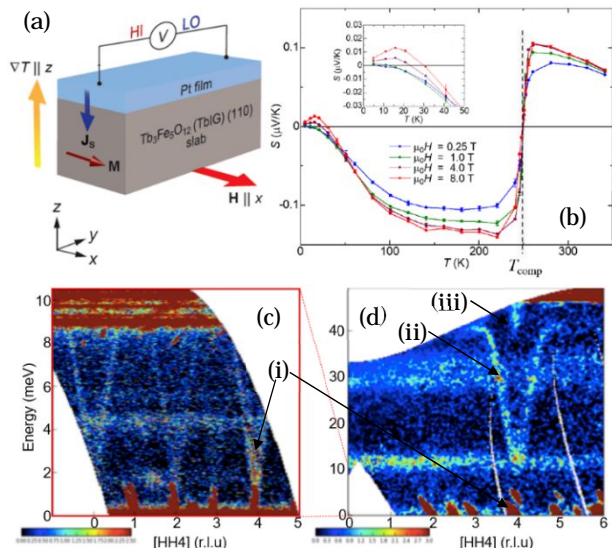 (a)
HI
V
LO
∇T || z
Pt film
Tb₃Fe₅O₁₂ (TbIG) (110)
slab
Jₛ
M
H || x
z
y
x
0.1
0
-0.1
S (μV/K)
0
100
200
300
T (K)
T_comp
(b)
μ₀H = 0.25 T
μ₀H = 1.0 T
μ₀H = 4.0 T
μ₀H = 8.0 T
0.03
0.02
0.01
0.00
-0.01
-0.02
-0.03
S (μV/K)
0
10
20
30
40
50
T (K)
(c)
10
8
6
4
2
0
Energy (meV)
0
1
2
3
4
5
[HH4] (r.l.u)
(i)
(d)
(iii)
(ii)
40
30
20
10
0
0
1
2
3
4
5
6
[HH4] (r.l.u)